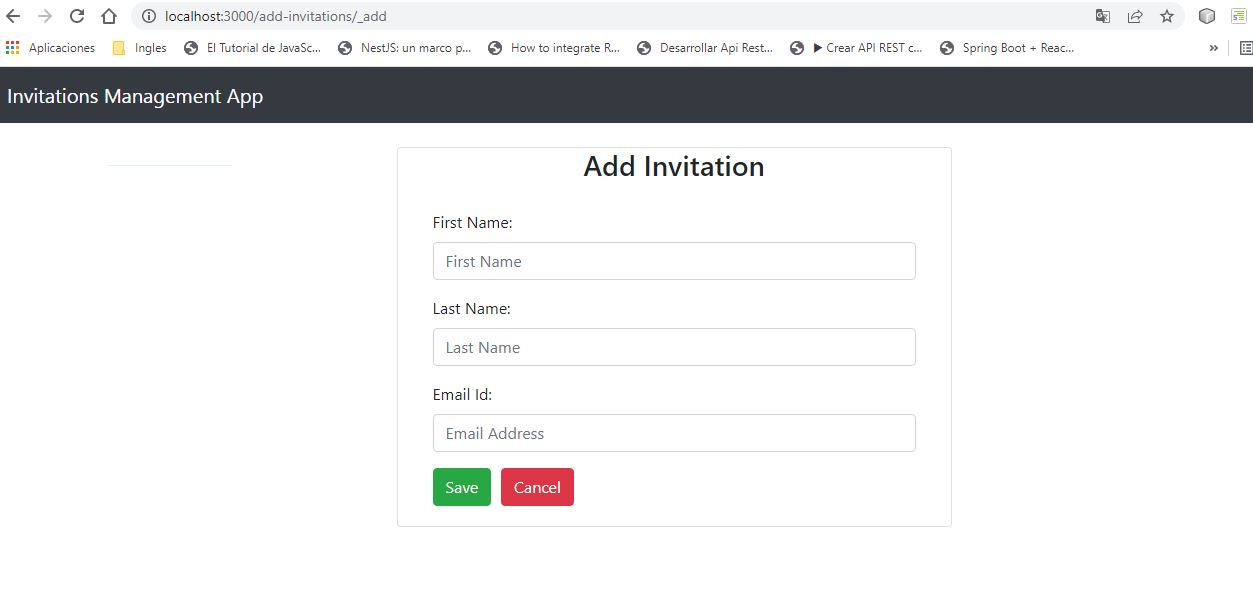 localhost:3000/add-invitations/_add
Aplicaciones Ingles El Tutorial de JavaSc... NestJS: un marco p... How to integrate R... Desarrollar Api Rest... ▶ Crear API REST c... Spring Boot + Reac... »
Invitations Management App
Add Invitation
First Name:
First Name
Last Name:
Last Name
Email Id:
Email Address
Save Cancel